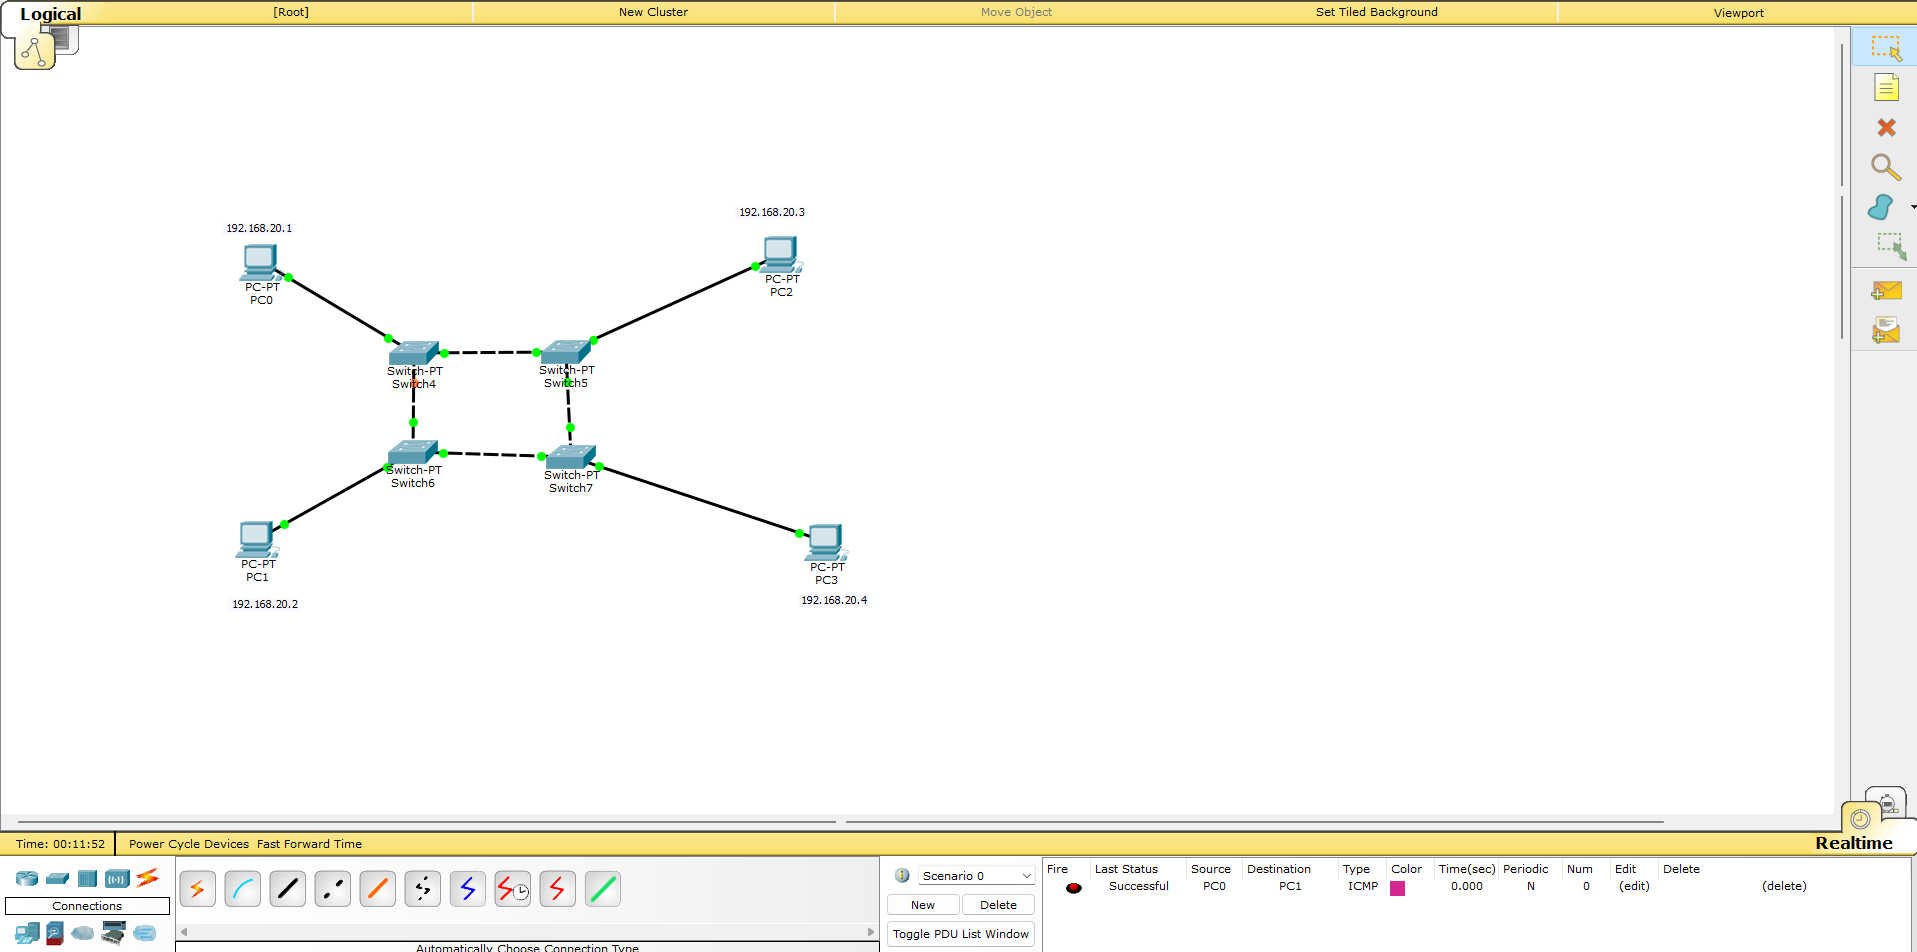 Logical
[Root]
New Cluster
Move Object
Set Tiled Background
Viewport
192.168.20.3
192.168.20.1
PC-PT
PC2
PC-PT
PC0
Switch-PT
Switch4
Switch-PT
Switch5
Switch-PT
Switch6
Switch-PT
Switch7
PC-PT
PC1
PC-PT
PC3
192.168.20.2
192.168.20.4
Time: 00:11:52
Power Cycle Devices Fast Forward Time
Realtime
Connections
Automatically Choose Connection Type
Scenario 0
New
Delete
Toggle PDU List Window
Fire Last Status Source Destination Type Color Time(sec) Periodic Num Edit Delete
Successful PC0 PC1 ICMP 0.000 N 0 (edit) (delete)